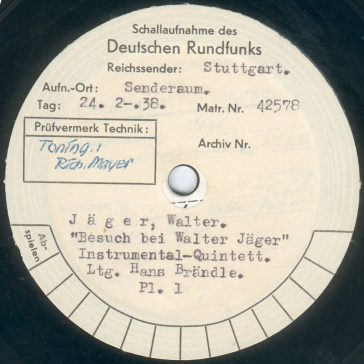 Schallaufnahme des
Deutschen Rundfunks
Reichssender: Stuttgart.
Aufn.-Ort: Senderaum.
Tag: 24. 2-.38. Matr. Nr. 42578
Prüfvermerk Technik:
Toning.:
Rich. Mayer
Archiv Nr.
Jäger, Walter.
"Besuch bei Walter Jäger"
Instrumental-Quintett.
Ltg. Hans Brändle.
Pl. 1
Ab-
spielen